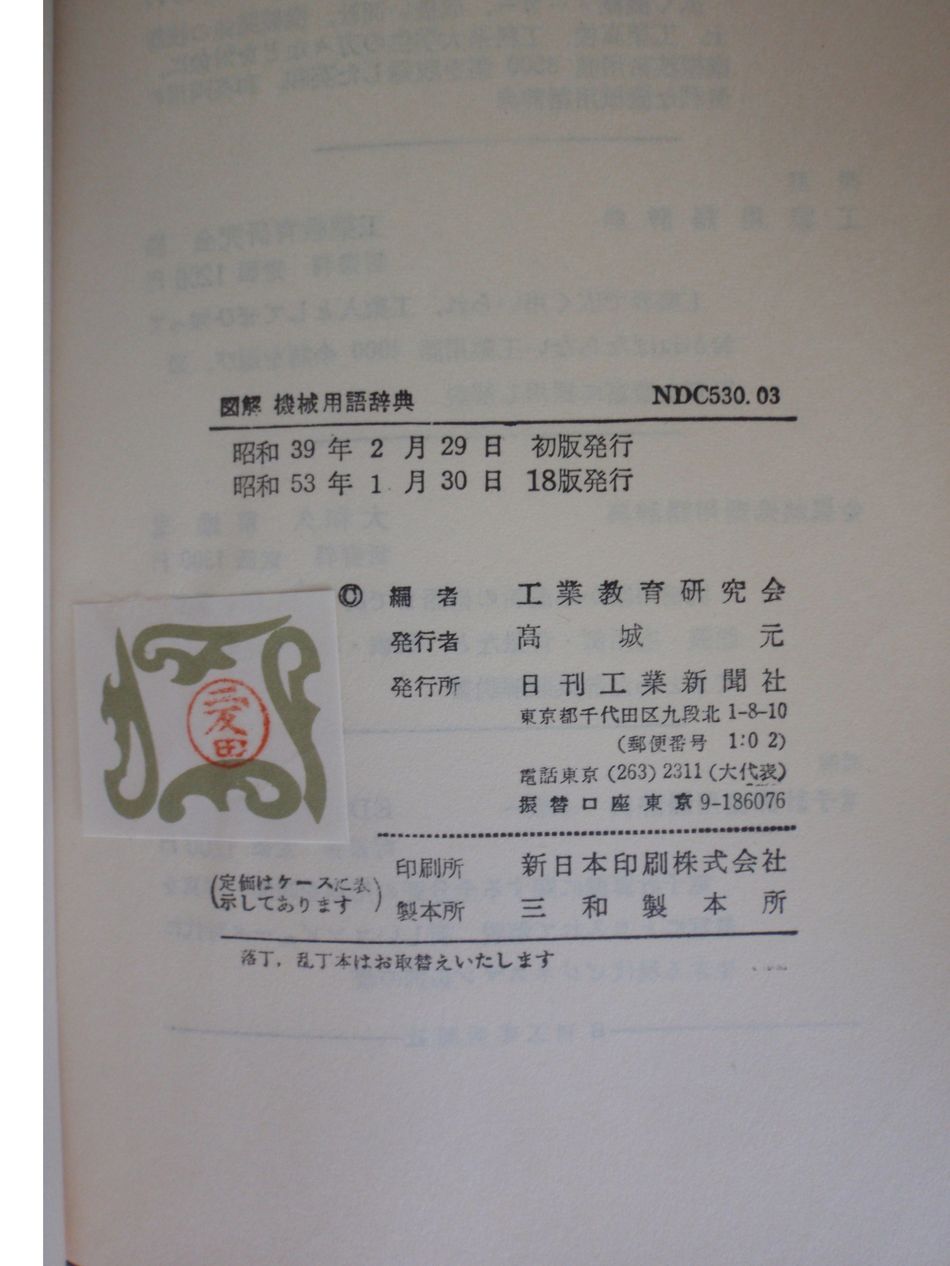 図解 機械用語辞典 NDC530.03
昭和 39 年 2 月 29 日 初版発行
昭和 53 年 1 月 30 日 18版発行
Ⓒ 編者 工業教育研究会
発行者 髙城 元
発行所 日刊工業新聞社
東京都千代田区九段北 1-8-10
(郵便番号 1:0 2)
電話東京 (263) 2311 (大代表)
振替口座東京 9-186076
印刷所 新日本印刷株式会社
(定価はケースに表
示してあります)
製本所 三和製本所
落丁，乱丁本はお取替えいたします